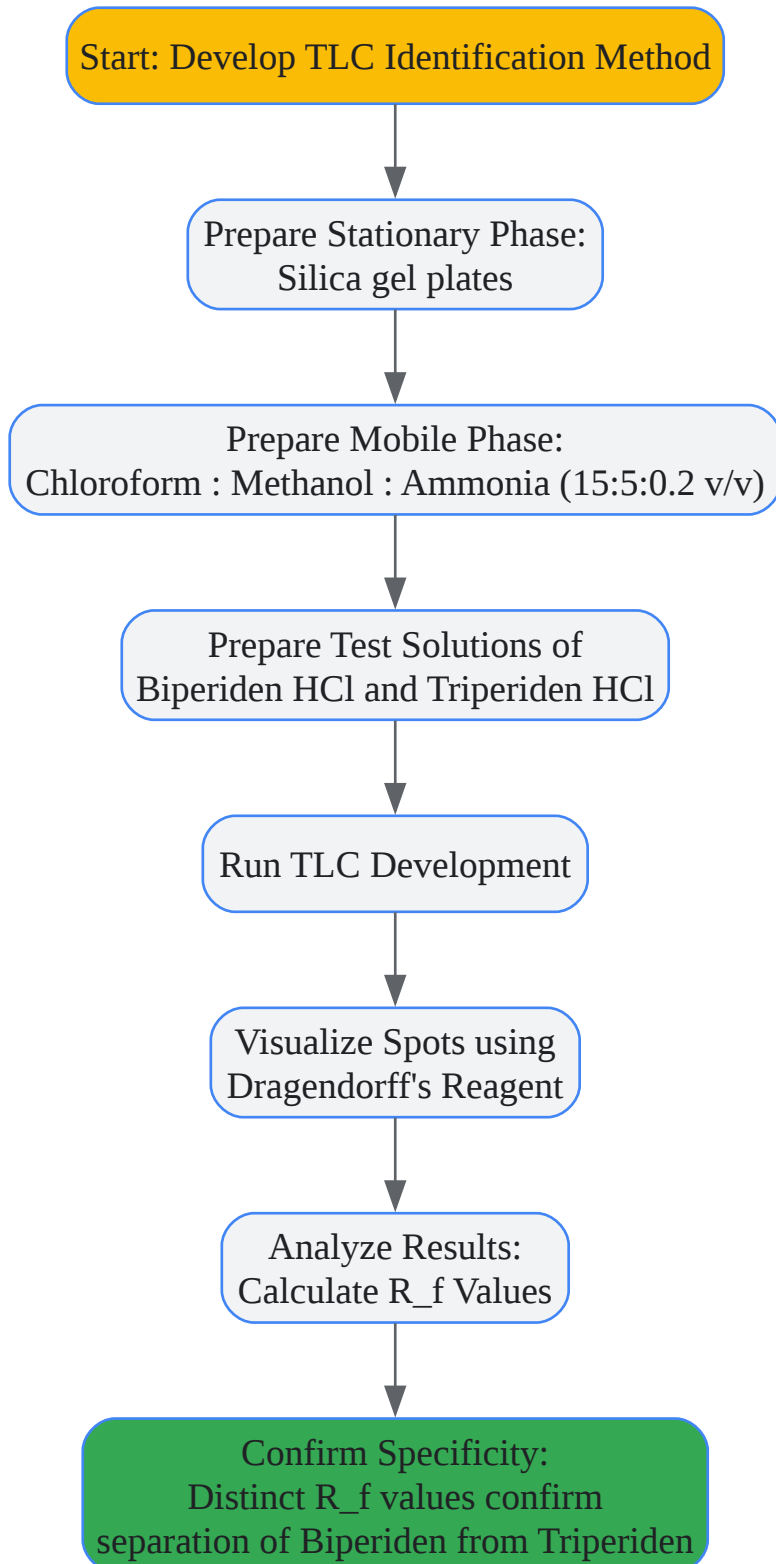 Start: Develop TLC Identification Method
Prepare Stationary Phase:
Silica gel plates
Prepare Mobile Phase:
Chloroform : Methanol : Ammonia (15:5:0.2 v/v)
Prepare Test Solutions of
Biperiden HCl and Triperiden HCl
Run TLC Development
Visualize Spots using
Dragendorff's Reagent
Analyze Results:
Calculate R_f Values
Confirm Specificity:
Distinct R_f values confirm
separation of Biperiden from Triperiden